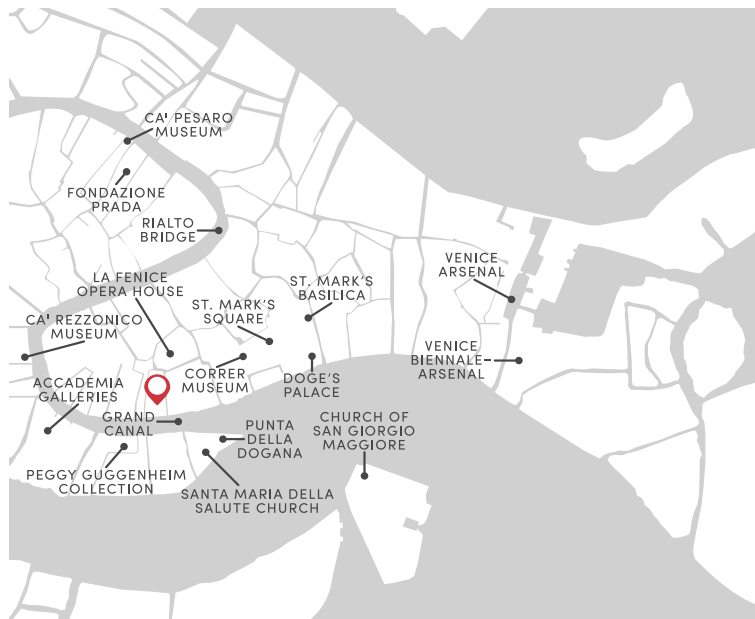 CA' PESARO
MUSEUM
FONDAZIONE
PRADA
RIALTO
BRIDGE
LA FENICE
OPERA HOUSE
ST. MARK'S
BASILICA
VENICE
ARSENAL
ST. MARK'S
SQUARE
CA' REZZONICO
MUSEUM
CORRER
MUSEUM
DOGE'S
PALACE
VENICE
BIENNALE-
ARSENAL
ACCADEMIA
GALLERIES
GRAND
CANAL
PUNTA
DELLA
DOGANA
CHURCH OF
SAN GIORGIO
MAGGIORE
PEGGY GUGGENHEIM
COLLECTION
SANTA MARIA DELLA
SALUTE CHURCH